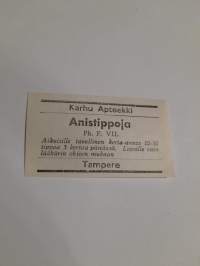 Karhu Apteekki
Anistippoja
Ph. F. VII.
Aikuisille tavallinen kerta-annos 20-30
tippaa 3 kertaa päivässä. Lapsille vain
lääkärin ohjeen mukaan
Tampere